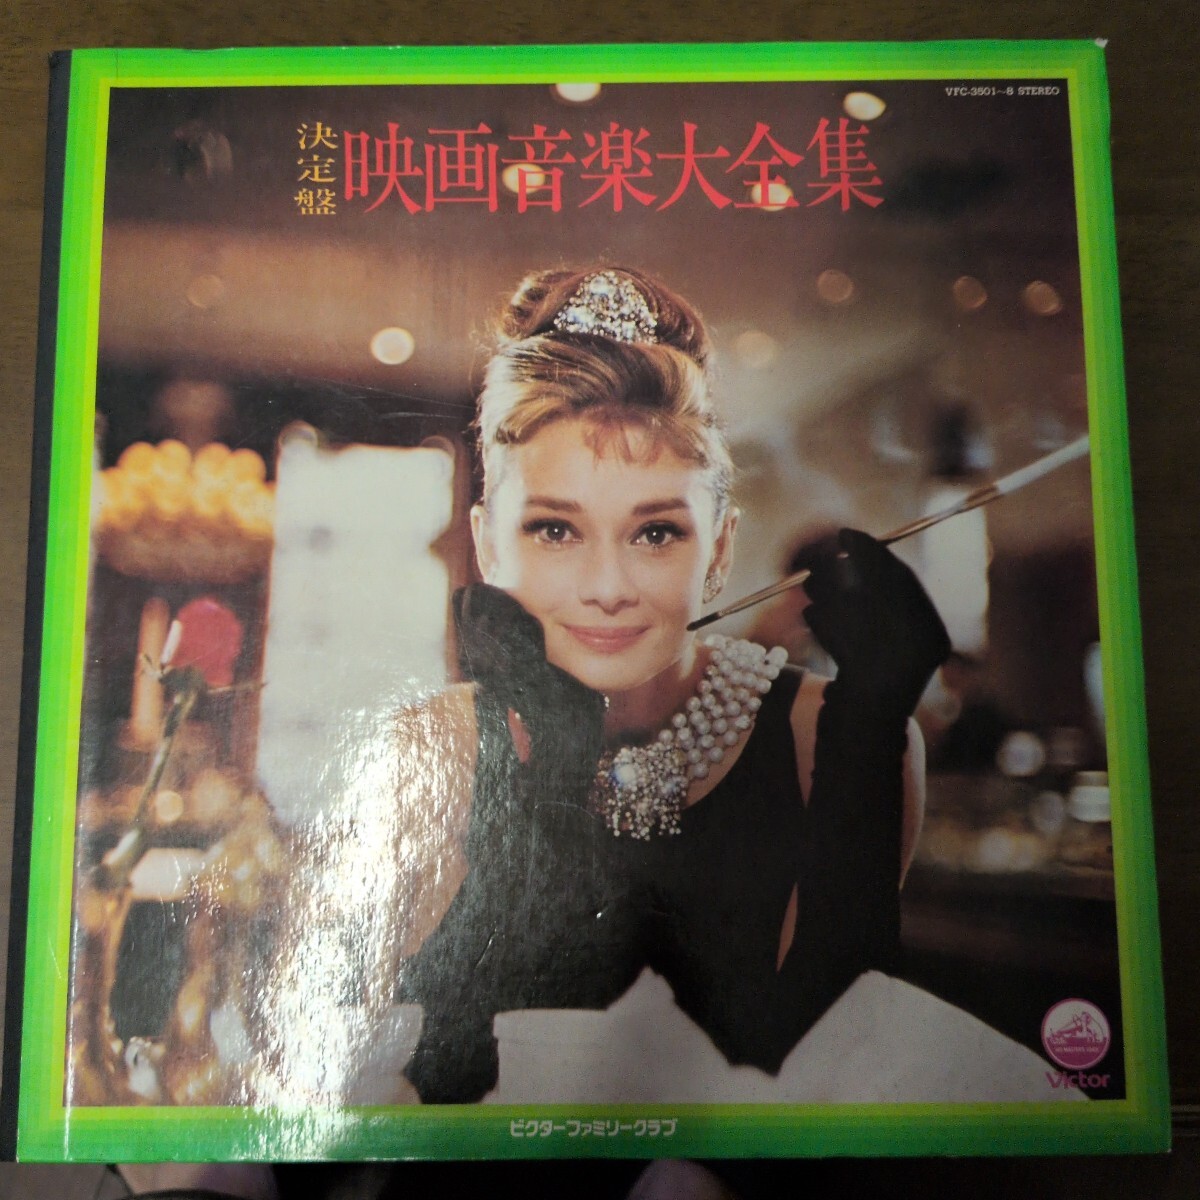 VFC-3501~8 STEREO
決定盤
映画音楽大全集
Victor
ビクターファミリークラブ